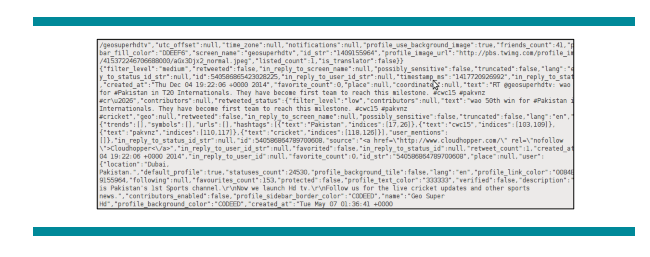 /geosuperhdtv","utc_offset":null,"time_zone":null,"notifications":null,"profile_use_background_image":true,"friends_count":41,"p
bar_fill_color":"DDEEF6","screen_name":"geosuperhdtv","id_str":"1409155964","profile_image_url":"http://pbs.twimg.com/profile_i
/415372246706688000/aGx3Djx2_normal.jpeg","listed_count":1,"is_translator":false}}
{"filter_level":"medium","retweeted":false,"in_reply_to_screen_name":null,"possibly_sensitive":false,"truncated":false,"lang":"e
y_to_status_id_str":null,"id":540586865423028225,"in_reply_to_user_id_str":null,"timestamp_ms":"1417720926992","in_reply_to_stat
,"created_at":"Thu Dec 04 19:22:06 +0000 2014","favorite_count":0,"place":null,"coordinates":null,"text":"RT @geosuperhdtv: wao
for #Pakistan in T20 Internationals. They have become first team to reach this milestone. #cwc15 #pakvnz
#cr\u2026","contributors":null,"retweeted_status":{"filter_level":"low","contributors":null,"text":"wao 50th win for #Pakistan i
Internationals. They have become first team to reach this milestone. #cwc15 #pakvnz
#cricket","geo":null,"retweeted":false,"in_reply_to_screen_name":null,"possibly_sensitive":false,"truncated":false,"lang":"en","
{"trends":[],"symbols":[],"urls":[],"hashtags":[{"text":"Pakistan","indices":[17,26]},{"text":"cwc15","indices":[103,109]},
{"text":"pakvnz","indices":[110,117]},{"text":"cricket","indices":[118,126]}],"user_mentions":
[]},"in_reply_to_status_id_str":null,"id":540586864789700608,"source":"<a href=\"http://www.cloudhopper.com/\" rel=\"nofollow
\">Cloudhopper<\/a>","in_reply_to_user_id_str":null,"favorited":false,"in_reply_to_status_id":null,"retweet_count":1,"created_at
04 19:22:06 +0000 2014","in_reply_to_user_id":null,"favorite_count":0,"id_str":"540586864789700608","place":null,"user":
{"location":"Dubai,
Pakistan.","default_profile":true,"statuses_count":24530,"profile_background_tile":false,"lang":"en","profile_link_color":"0084B
9155964,"following":null,"favourites_count":153,"protected":false,"profile_text_color":"333333","verified":false,"description":"
is Pakistan's 1st Sports channel.\r\nNow we launch Hd tv.\r\nFollow us for the live cricket updates and other sports
news.","contributors_enabled":false,"profile_sidebar_border_color":"C0DEED","name":"Geo Super
Hd","profile_background_color":"C0DEED","created_at":"Tue May 07 01:36:41 +0000